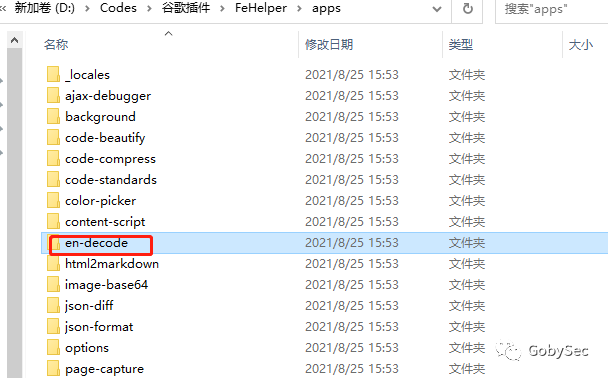 新加卷 (D:) > Codes > 谷歌插件 > FeHelper > apps 搜索"apps"
名称 修改日期 类型 大小
_locales 2021/8/25 15:53 文件夹
ajax-debugger 2021/8/25 15:53 文件夹
background 2021/8/25 15:53 文件夹
code-beautify 2021/8/25 15:53 文件夹
code-compress 2021/8/25 15:53 文件夹
code-standards 2021/8/25 15:53 文件夹
color-picker 2021/8/25 15:53 文件夹
content-script 2021/8/25 15:53 文件夹
en-decode 2021/8/25 15:53 文件夹
html2markdown 2021/8/25 15:53 文件夹
image-base64 2021/8/25 15:53 文件夹
json-diff 2021/8/25 15:53 文件夹
json-format 2021/8/25 15:53 文件夹
options 2021/8/25 15:53 文件夹
page-capture 2021/8/25 15:53 文件夹
GobySec